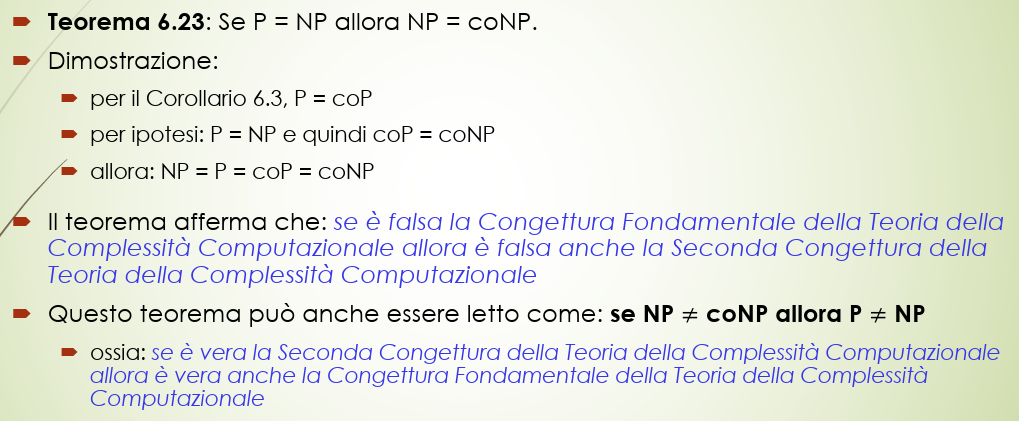 Teorema 6.23: Se P = NP allora NP = coNP.
Dimostrazione:
per il Corollario 6.3, P = coP
per ipotesi: P = NP e quindi coP = coNP
allora: NP = P = coP = coNP
Il teorema afferma che: se è falsa la Congettura Fondamentale della Teoria della
Complessità Computazionale allora è falsa anche la Seconda Congettura della
Teoria della Complessità Computazionale
Questo teorema può anche essere letto come: se NP ≠ coNP allora P ≠ NP
ossia: se è vera la Seconda Congettura della Teoria della Complessità Computazionale
allora è vera anche la Congettura Fondamentale della Teoria della Complessità
Computazionale